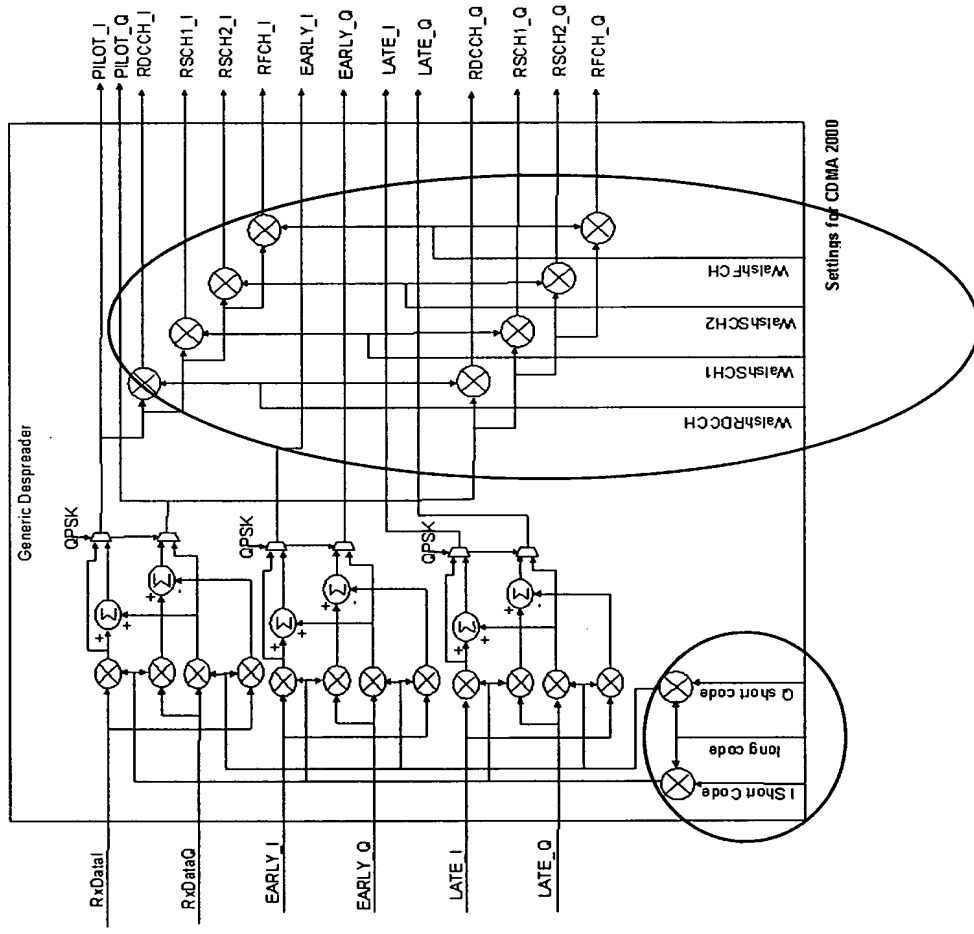 Generic Despreader
PILOT_I
PILOT_Q
RDCCH_I
RSCH1_I
RSCH2_I
RFCH_I
EARLY_I
EARLY_Q
LATE_I
LATE_Q
RDCCH_Q
RSCH1_Q
RSCH2_Q
RFCH_Q
QPSK
Σ
+
Σ
+
-
QPSK
Σ
+
+
Σ
+
-
QPSK
Σ
+
+
Σ
+
-
RxDataI
RxDataQ
EARLY_I
EARLY_Q
LATE_I
LATE_Q
I Short Code
long code
Q short code
WalshRDCCH
WalshSCH1
WalshSCH2
WalshFCH
Settings for CDMA 2000